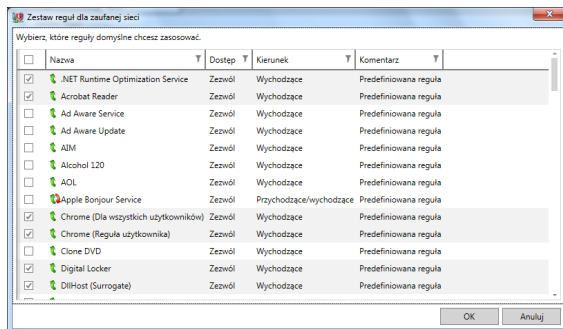 Zestaw reguł dla zaufanej sieci
Wybierz, które reguły domyślne chcesz zasosować.
Nazwa Dostęp Kierunek Komentarz
.NET Runtime Optimization Service Zezwól Wychodzące Predefiniowana reguła
Acrobat Reader Zezwól Wychodzące Predefiniowana reguła
Ad Aware Service Zezwól Wychodzące Predefiniowana reguła
Ad Aware Update Zezwól Wychodzące Predefiniowana reguła
AIM Zezwól Wychodzące Predefiniowana reguła
Alcohol 120 Zezwól Wychodzące Predefiniowana reguła
AOL Zezwól Wychodzące Predefiniowana reguła
Apple Bonjour Service Zezwól Przychodzące/wychodzące Predefiniowana reguła
Chrome (Dla wszystkich użytkowników) Zezwól Wychodzące Predefiniowana reguła
Chrome (Reguła użytkownika) Zezwól Wychodzące Predefiniowana reguła
Clone DVD Zezwól Wychodzące Predefiniowana reguła
Digital Locker Zezwól Wychodzące Predefiniowana reguła
DllHost (Surrogate) Zezwól Wychodzące Predefiniowana reguła
OK Anuluj